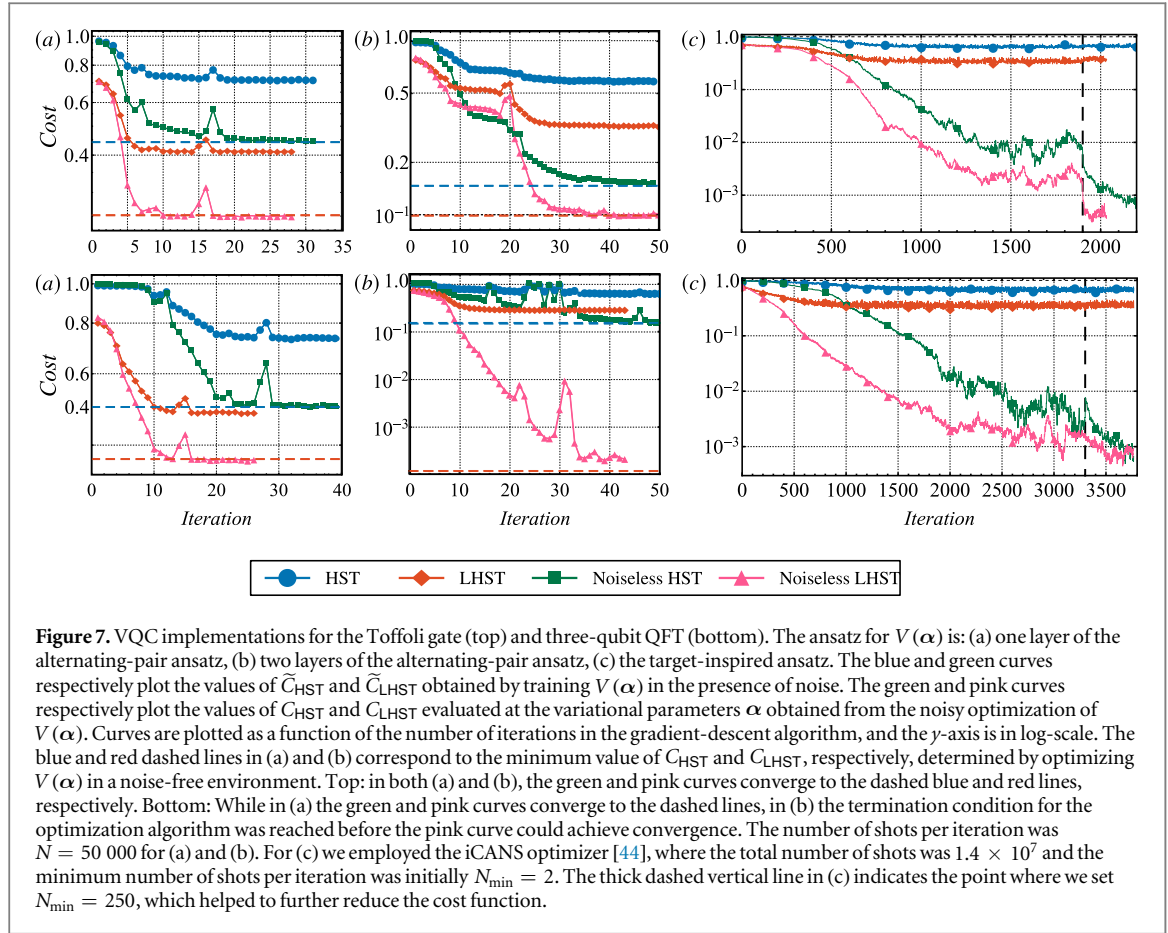 (a)
1.0
0.8
0.6
0.4
Cost
0 5 10 15 20 25 30 35
(b)
1.0
0.5
0.2
10⁻¹
0 10 20 30 40 50
(c)
1.0
10⁻¹
10⁻²
10⁻³
0 500 1000 1500 2000
(a)
1.0
0.8
0.6
0.4
Cost
0 10 20 30 40
Iteration
(b)
1.0
10⁻¹
10⁻²
10⁻³
0 10 20 30 40 50
Iteration
(c)
1.0
10⁻¹
10⁻²
10⁻³
0 500 1000 1500 2000 2500 3000 3500
Iteration
HST LHST Noiseless HST Noiseless LHST
Figure 7. VQC implementations for the Toffoli gate (top) and three-qubit QFT (bottom). The ansatz for V(α) is: (a) one layer of the
alternating-pair ansatz, (b) two layers of the alternating-pair ansatz, (c) the target-inspired ansatz. The blue and green curves
respectively plot the values of C̃_HST and C̃_LHST obtained by training V(α) in the presence of noise. The green and pink curves
respectively plot the values of C_HST and C_LHST evaluated at the variational parameters α obtained from the noisy optimization of
V(α). Curves are plotted as a function of the number of iterations in the gradient-descent algorithm, and the y-axis is in log-scale. The
blue and red dashed lines in (a) and (b) correspond to the minimum value of C_HST and C_LHST, respectively, determined by optimizing
V(α) in a noise-free environment. Top: in both (a) and (b), the green and pink curves converge to the dashed blue and red lines,
respectively. Bottom: While in (a) the green and pink curves converge to the dashed lines, in (b) the termination condition for the
optimization algorithm was reached before the pink curve could achieve convergence. The number of shots per iteration was
N = 50 000 for (a) and (b). For (c) we employed the iCANS optimizer [44], where the total number of shots was 1.4 × 10⁷ and the
minimum number of shots per iteration was initially N_min = 2. The thick dashed vertical line in (c) indicates the point where we set
N_min = 250, which helped to further reduce the cost function.